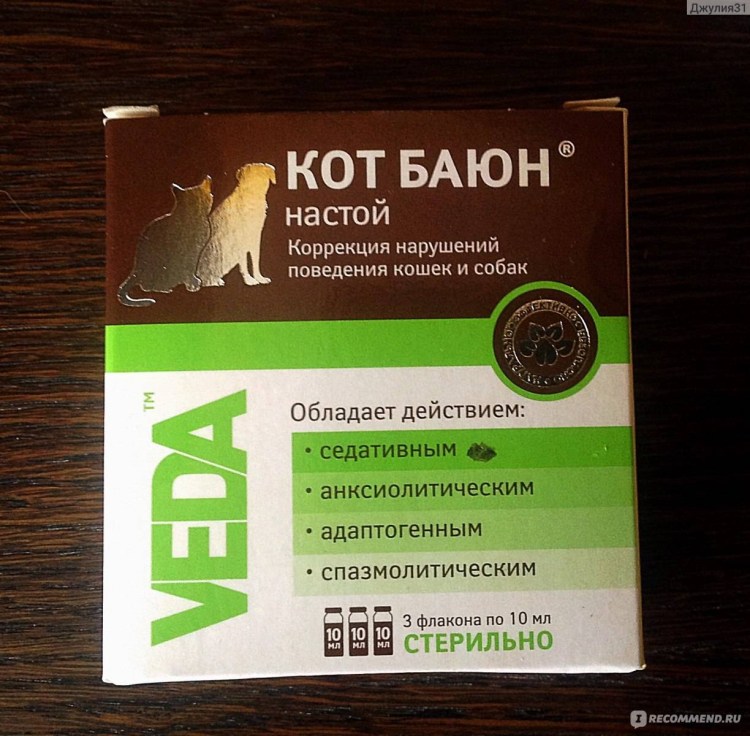 Джулия31
КОТ БАЮН®
настой
Коррекция нарушений
поведения кошек и собак
VEDA™
Обладает действием:
• седативным
• анксиолитическим
• адаптогенным
• спазмолитическим
10 мл 10 мл 10 мл
3 флакона по 10 мл
СТЕРИЛЬНО
IRECOMMEND.RU